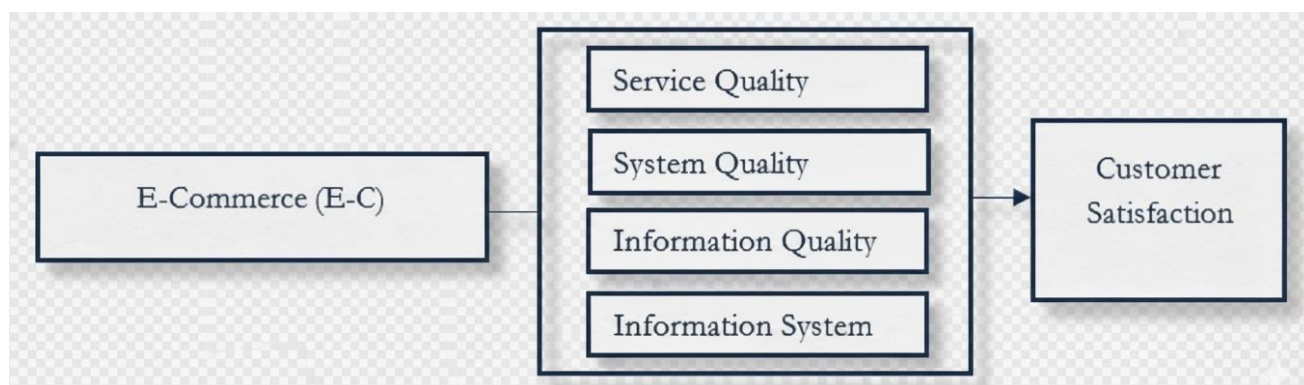 E-Commerce (E-C)
Service Quality
System Quality
Information Quality
Information System
Customer
Satisfaction